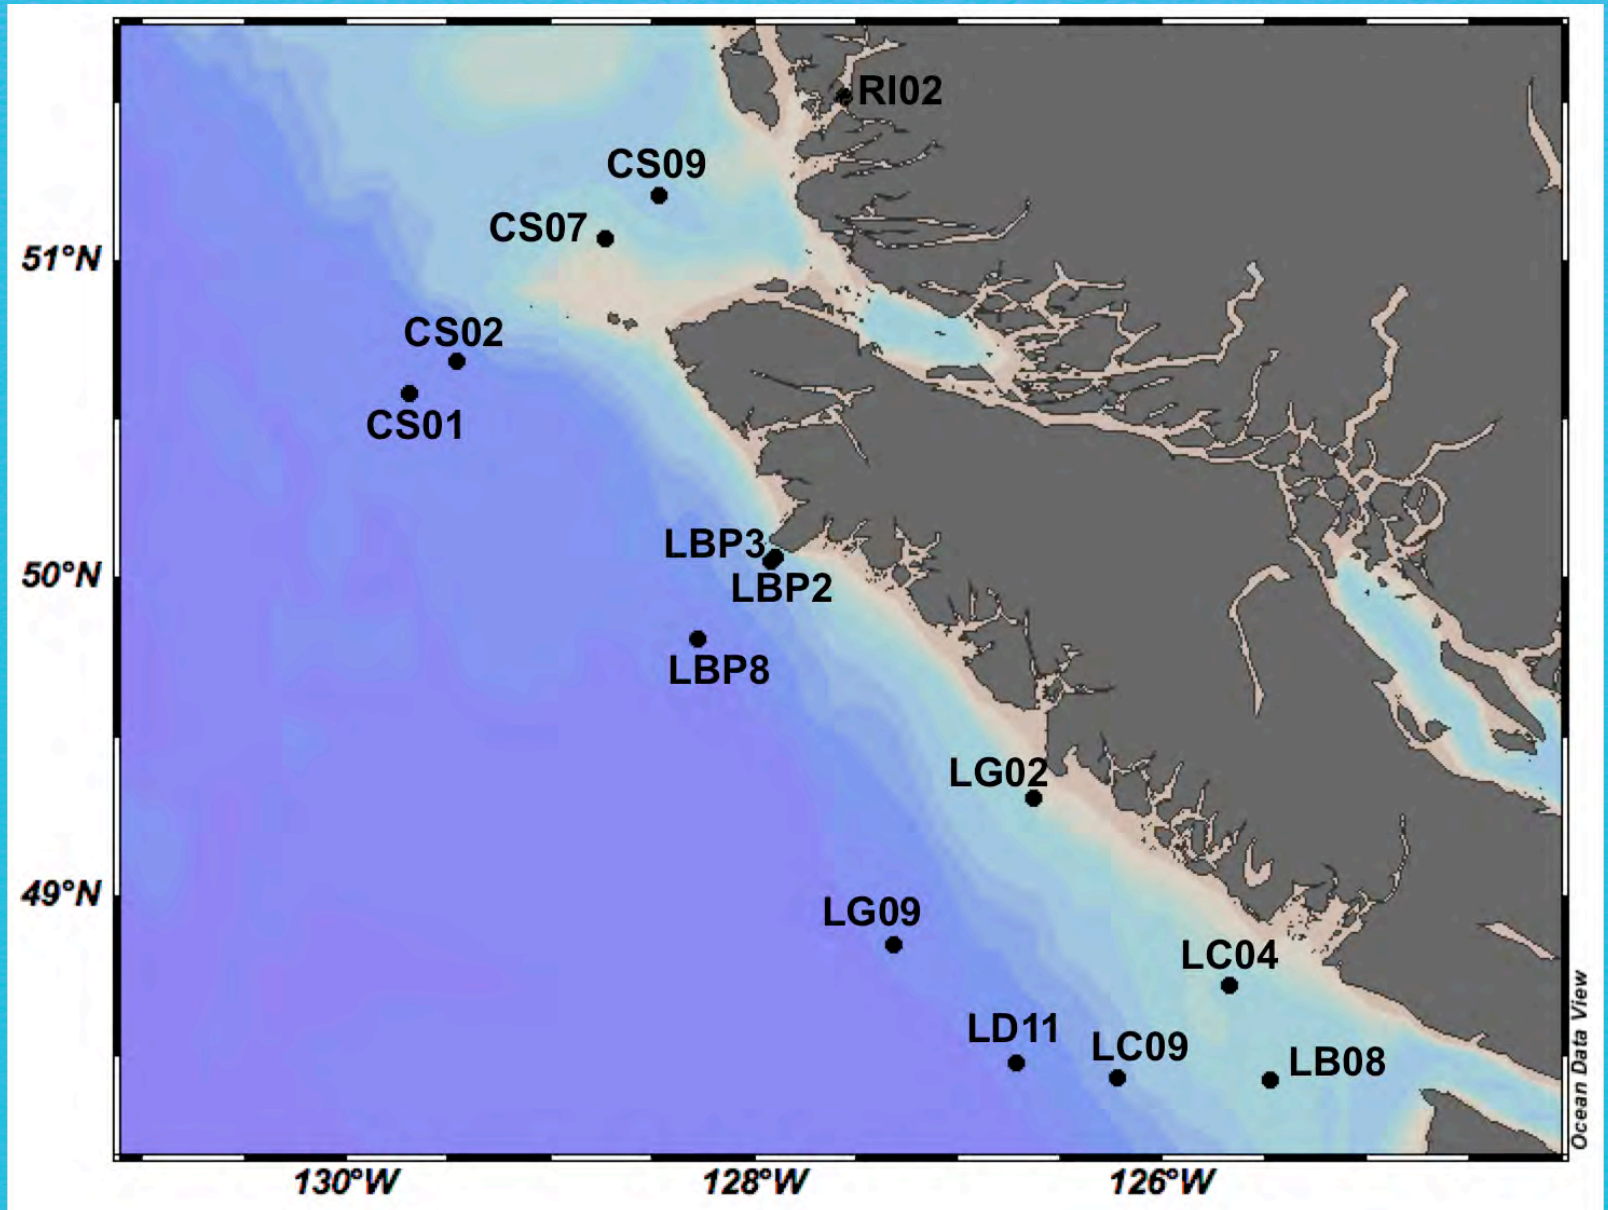 RI02
CS09
CS07
51°N
CS02
CS01
LBP3
50°N
LBP2
LBP8
LG02
49°N
LG09
LC04
LD11
LC09
LB08
Ocean Data View
130°W
128°W
126°W